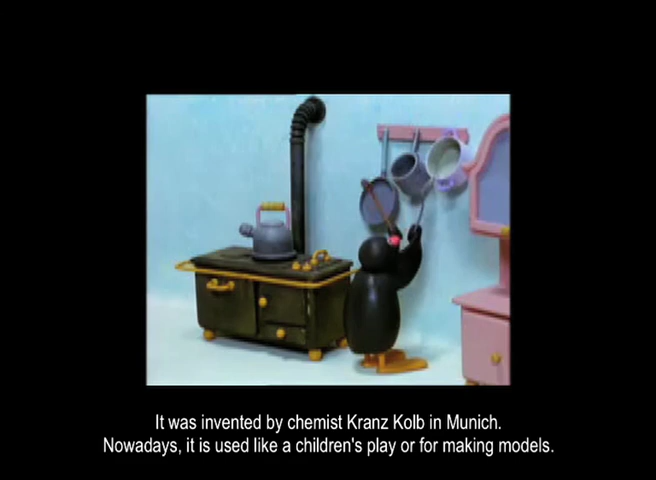 It was invented by chemist Kranz Kolb in Munich.
Nowadays, it is used like a children's play or for making models.